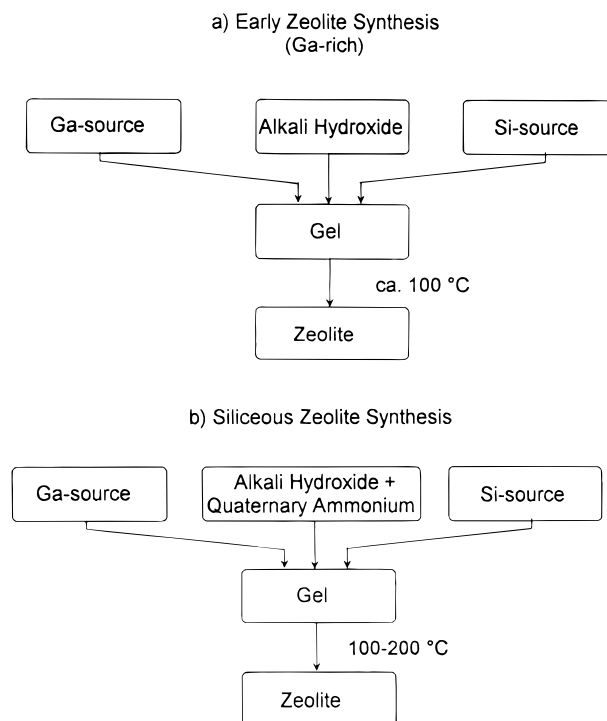 a) Early Zeolite Synthesis
(Ga-rich)
Ga-source
Alkali Hydroxide
Si-source
Gel
ca. 100 °C
Zeolite
b) Siliceous Zeolite Synthesis
Ga-source
Alkali Hydroxide +
Quaternary Ammonium
Si-source
Gel
100-200 °C
Zeolite